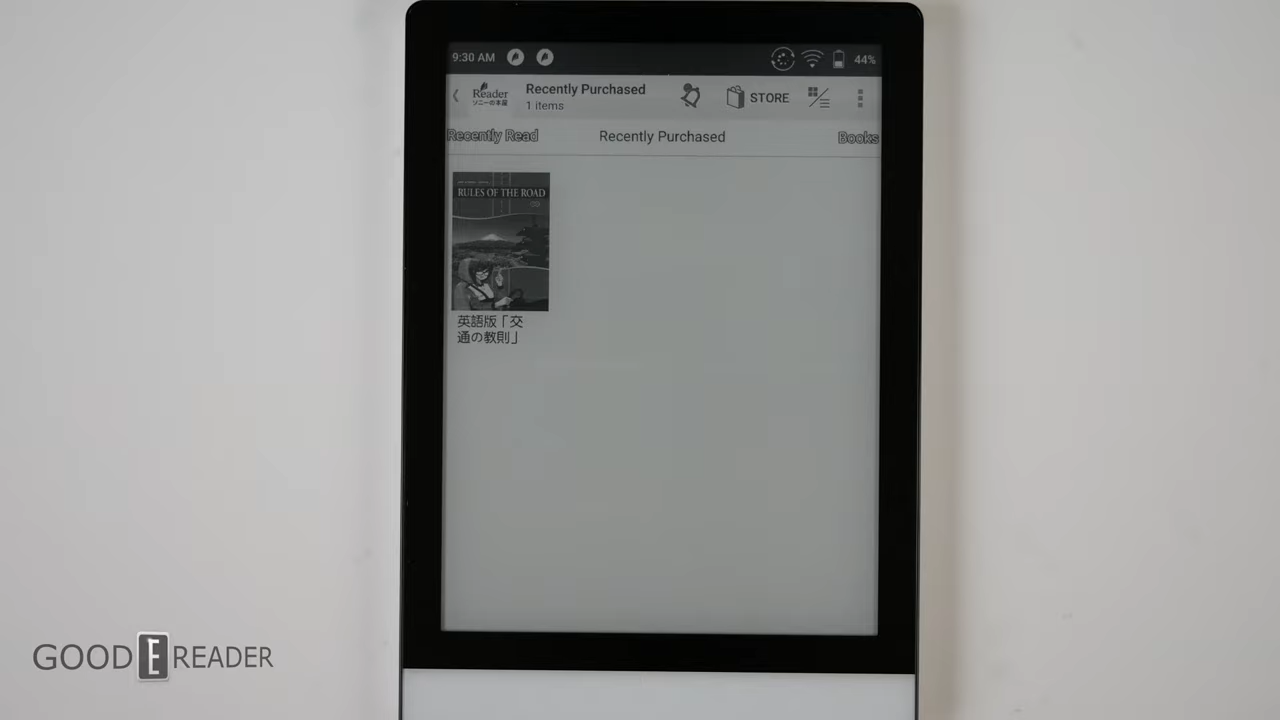 9:30 AM
44%
Reader
ソニーの本屋
Recently Purchased
1 items
STORE
Recently Read
Recently Purchased
Books
RULES OF THE ROAD
英語版「交
通の教則」
GOOD E READER